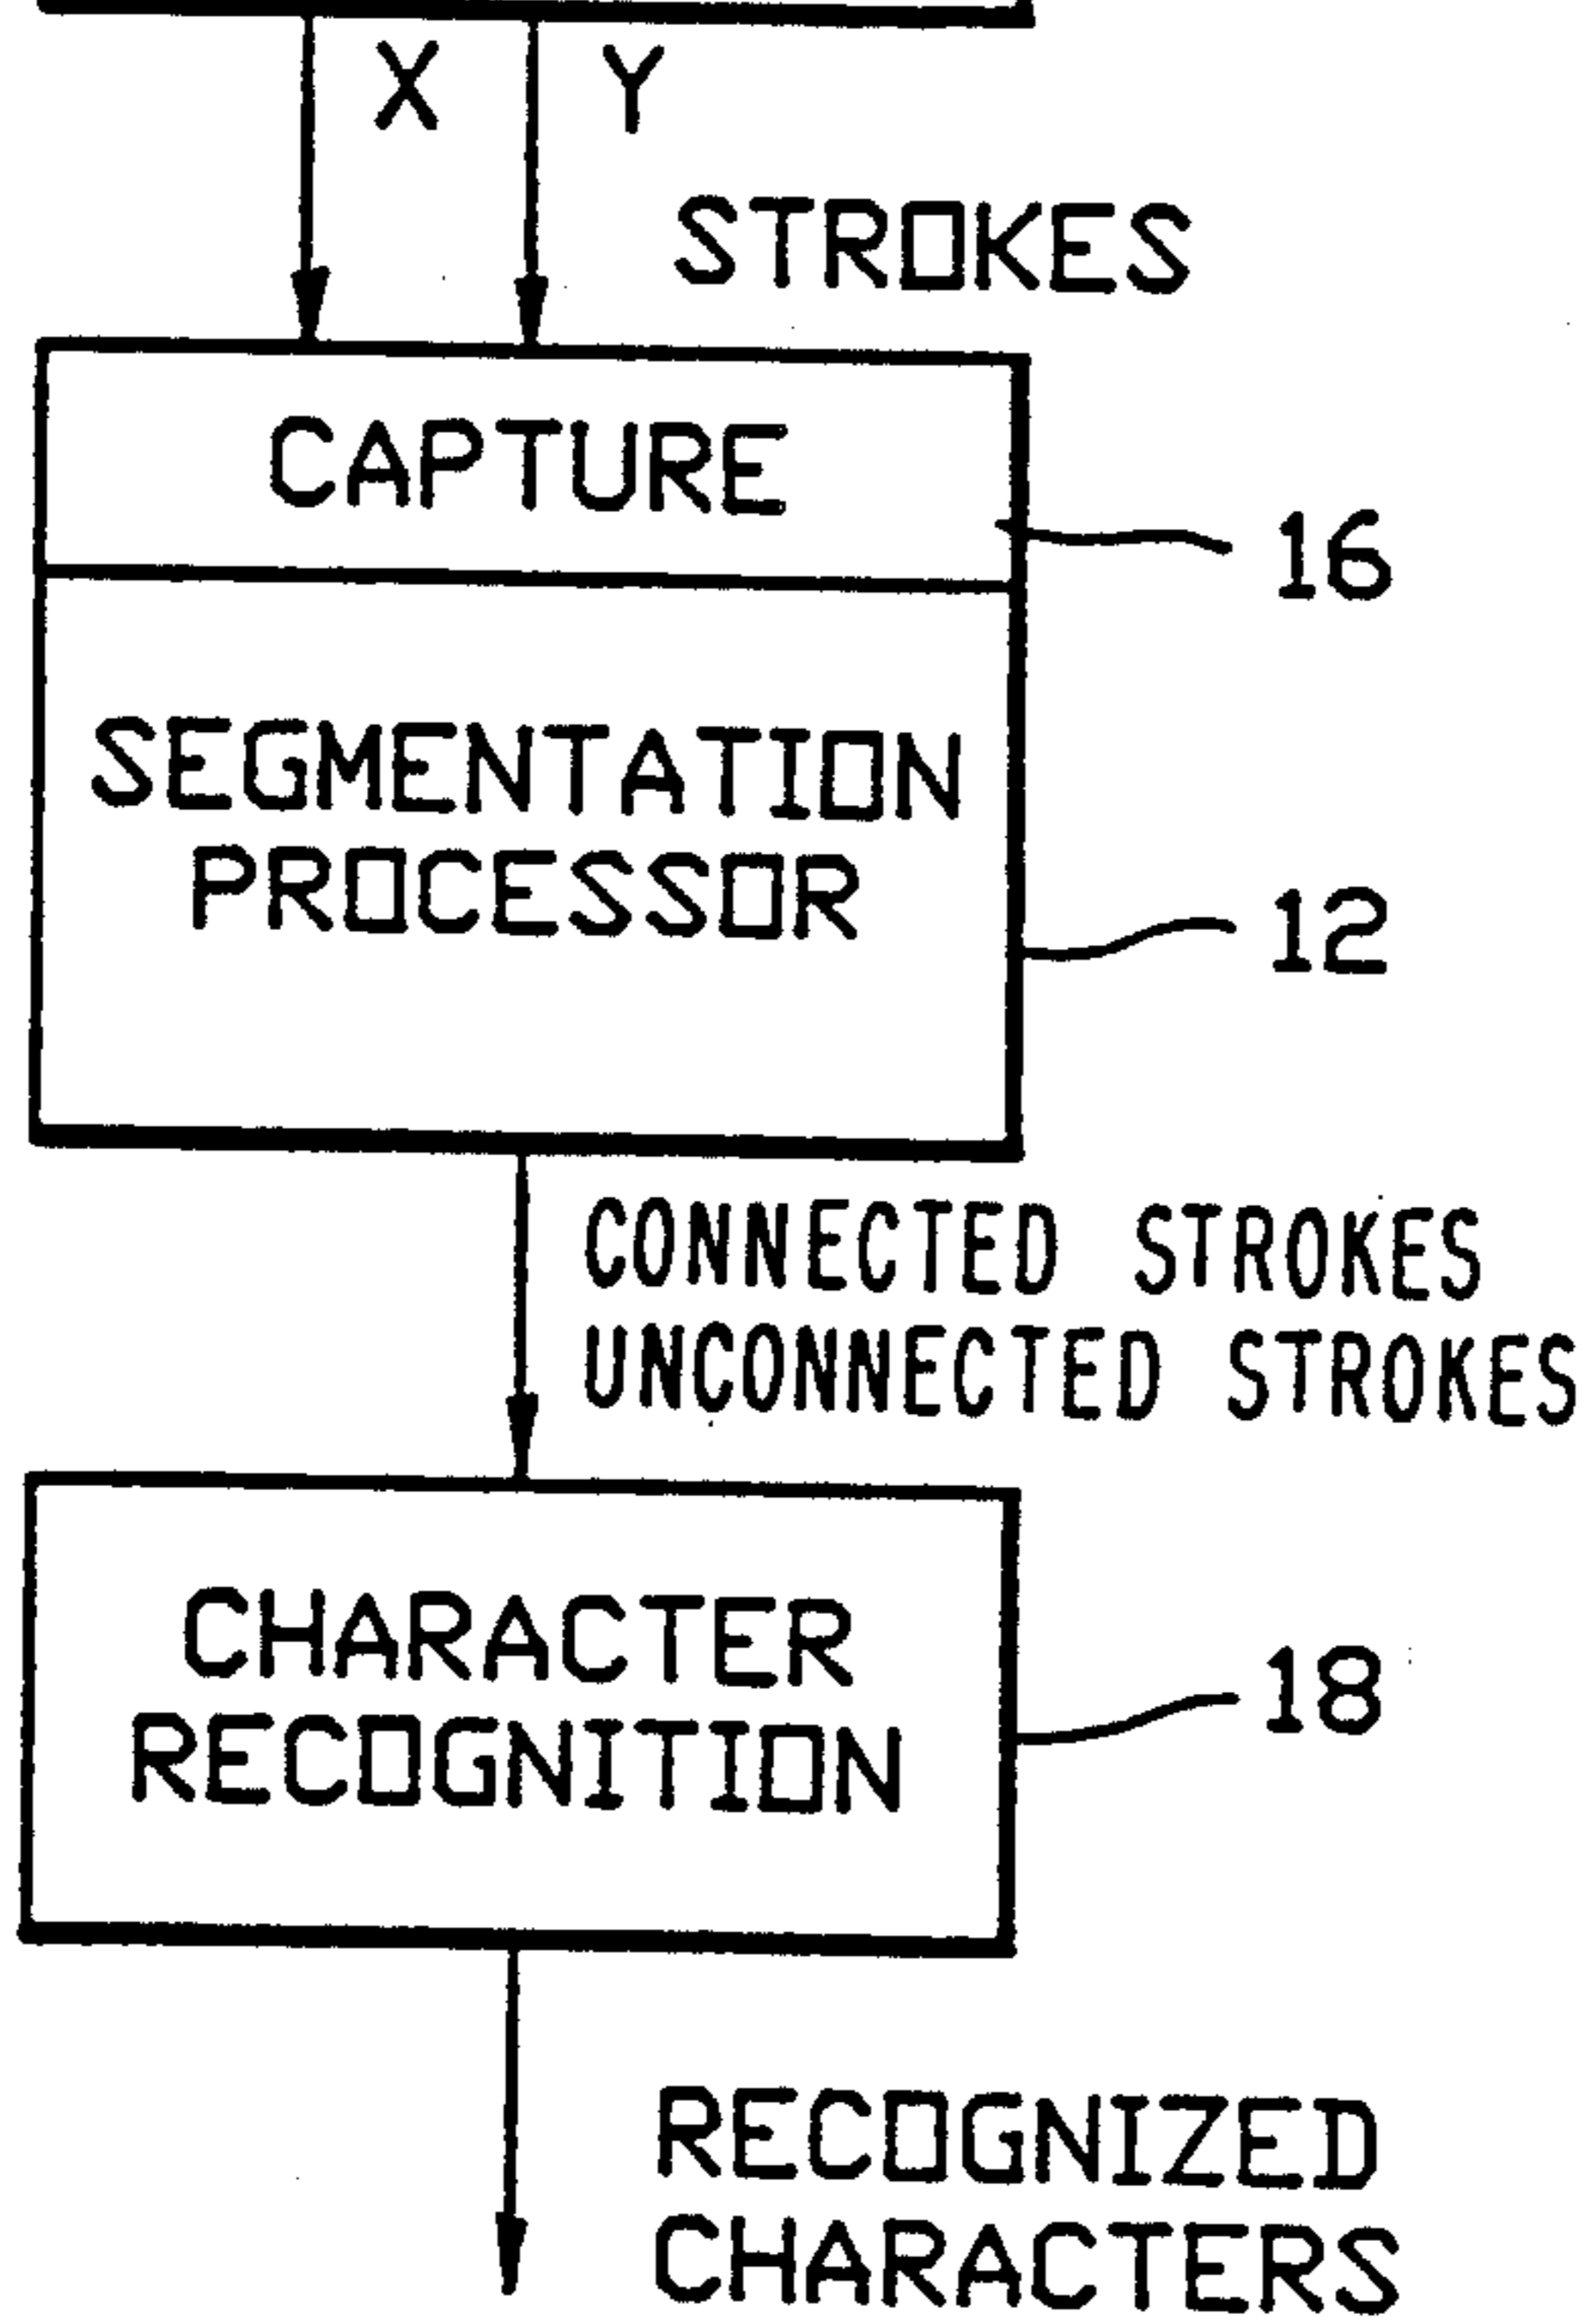 X Y
STROKES
CAPTURE
16
SEGMENTATION
PROCESSOR
12
CONNECTED STROKES
UNCONNECTED STROKES
CHARACTER
RECOGNITION
18
RECOGNIZED
CHARACTERS